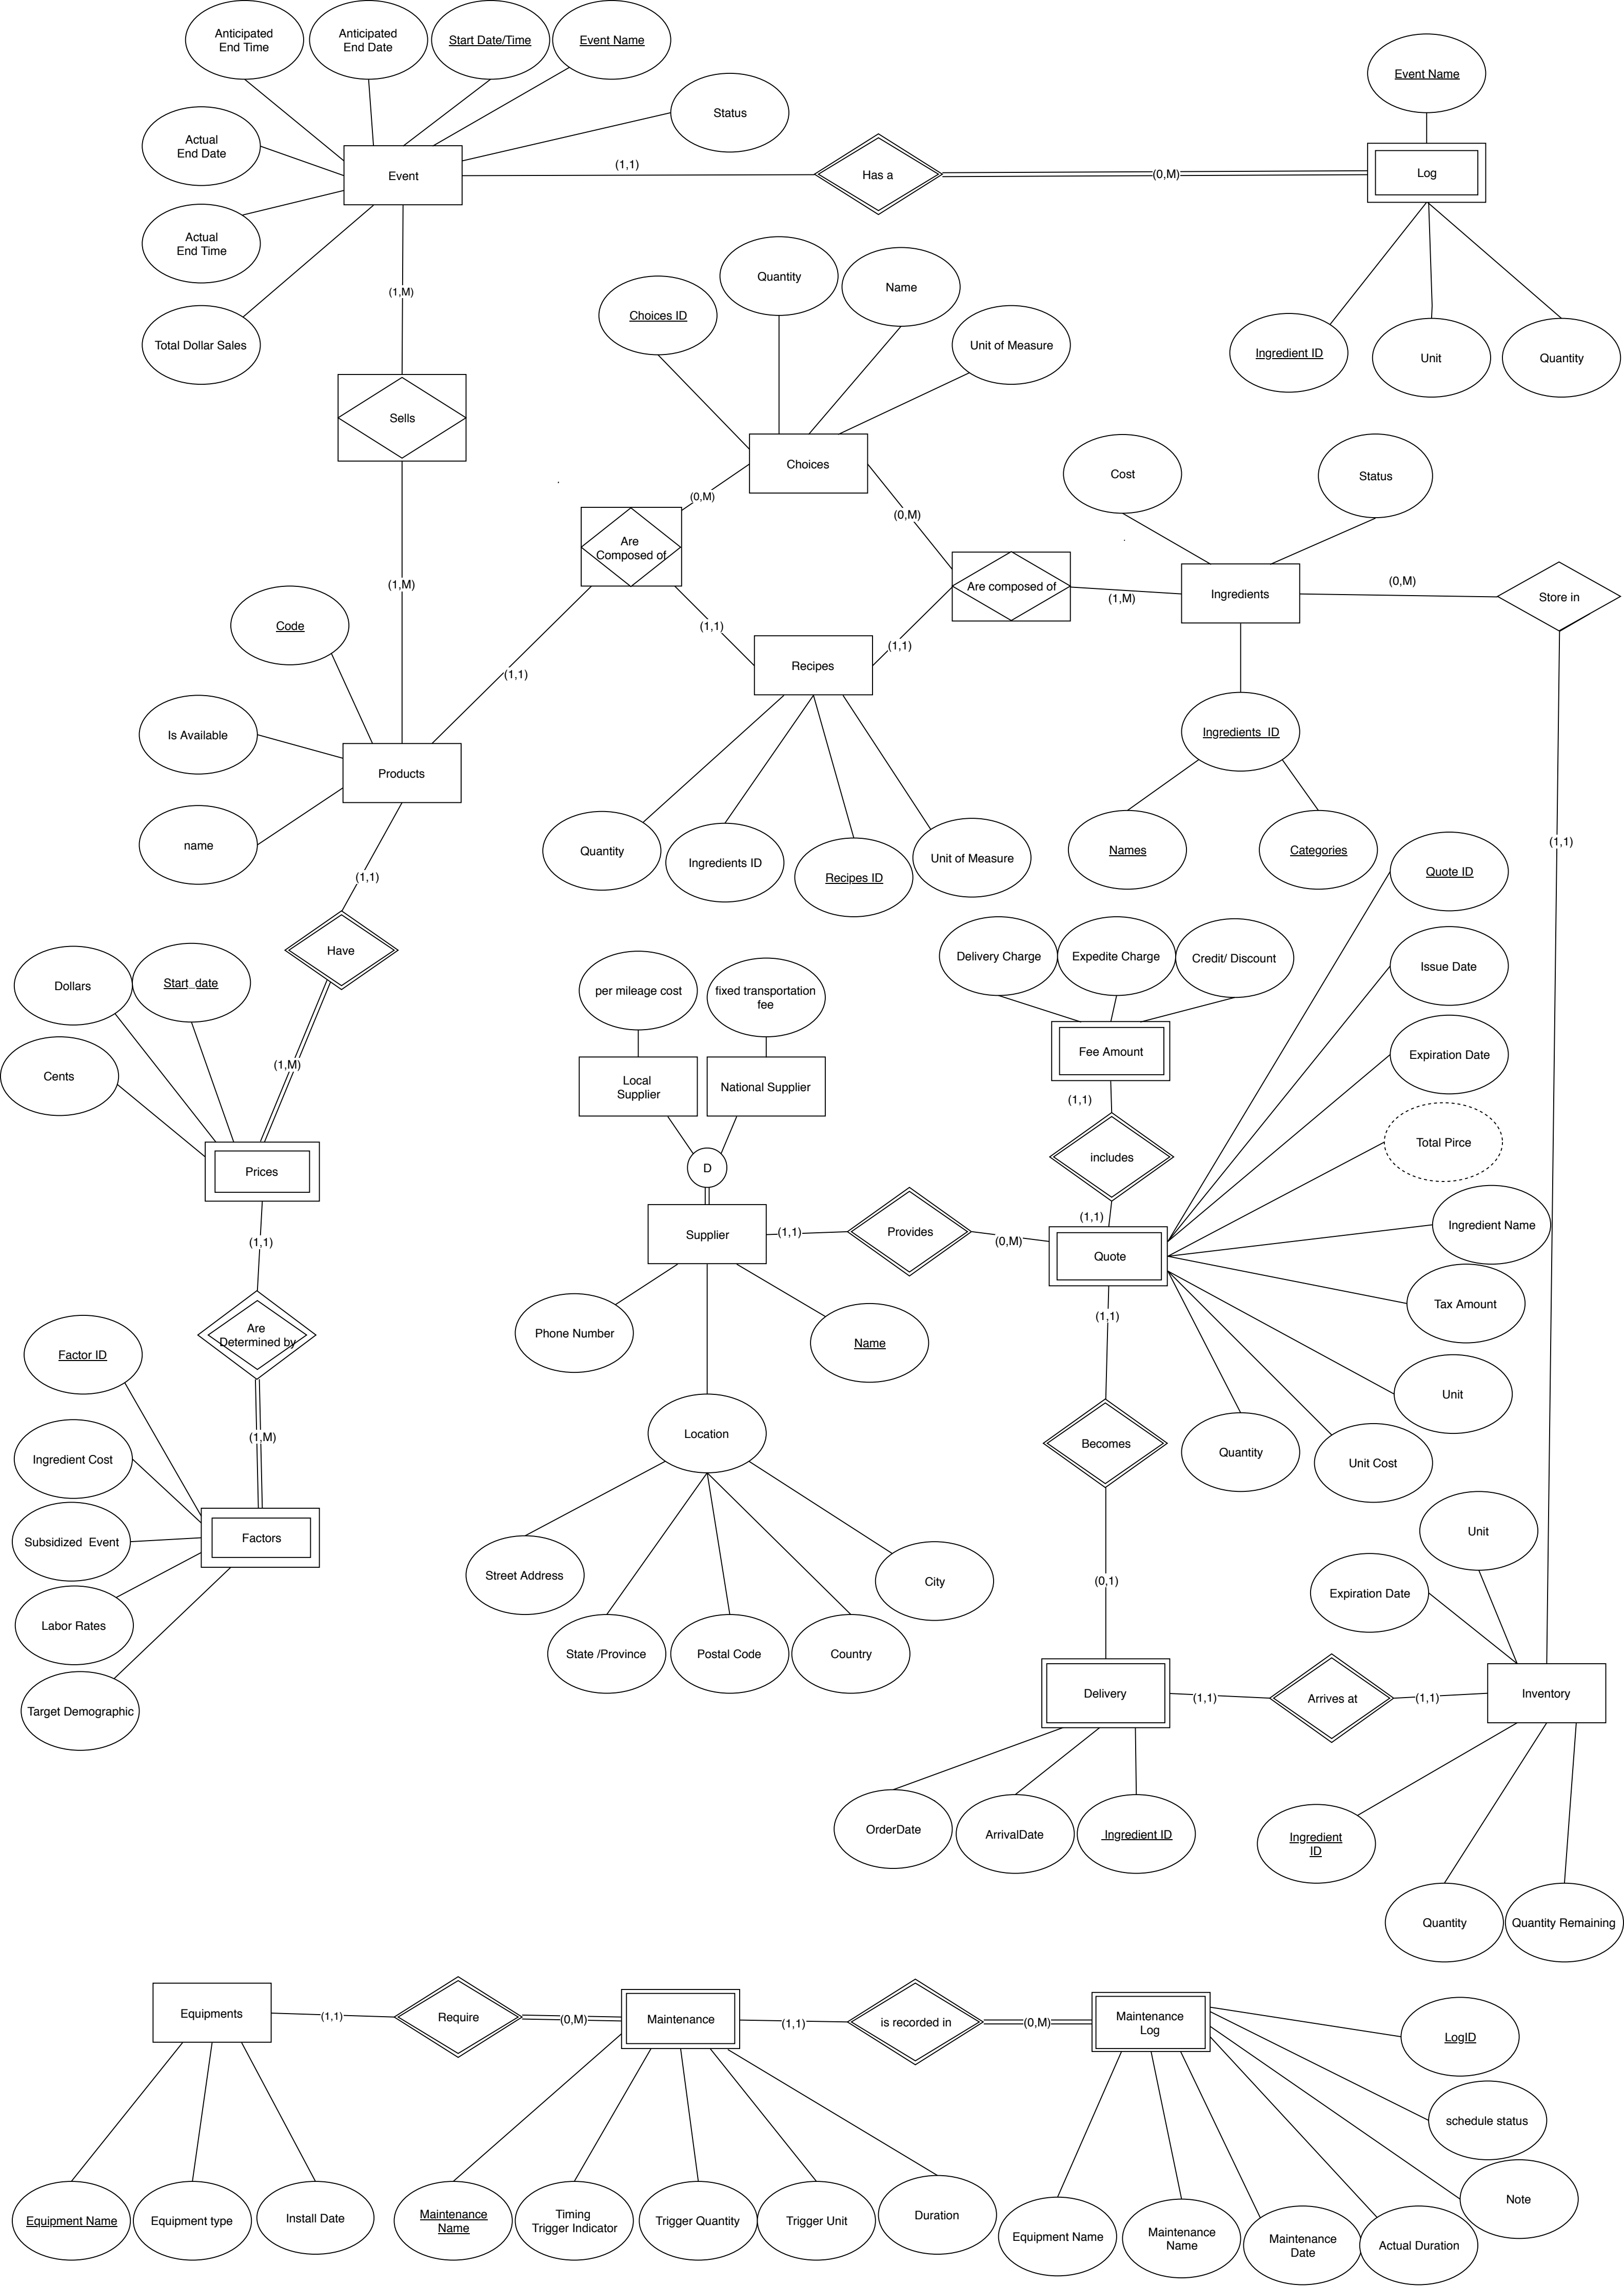 Anticipated
End Time
Anticipated
End Date
Start Date/Time
Event Name
Status
Actual
End Date
Event
(1,1)
Has a
(0,M)
Event Name
Log
Actual
End Time
Total Dollar Sales
(1,M)
Ingredient ID
Unit
Quantity
Choices ID
Quantity
Name
Unit of Measure
Sells
Choices
(0,M)
(0,M)
Are
Composed of
Are composed of
(1,M)
Cost
Status
Ingredients
(0,M)
Store in
(1,M)
(1,1)
(1,1)
(1,1)
Recipes
Code
Is Available
Products
name
Quantity
Ingredients ID
Recipes ID
Unit of Measure
Ingredients_ID
Names
Categories
(1,1)
(1,1)
Have
Dollars
Start_date
Cents
(1,M)
Prices
(1,1)
Are
Determined by
(1,M)
Factor ID
Ingredient Cost
Subsidized Event
Factors
Labor Rates
Target Demographic
per mileage cost
fixed transportation
fee
Local
Supplier
National Supplier
D
Supplier
(1,1)
Provides
(0,M)
Phone Number
Name
Location
Street Address
State /Province
Postal Code
Country
City
Delivery Charge
Expedite Charge
Credit/ Discount
Fee Amount
(1,1)
includes
(1,1)
Quote
Quote ID
Issue Date
Expiration Date
Total Pirce
Ingredient Name
Tax Amount
Unit
Unit Cost
Quantity
(1,1)
Becomes
(0,1)
Delivery
(1,1)
Arrives at
(1,1)
Inventory
Unit
Expiration Date
OrderDate
ArrivalDate
Ingredient ID
Ingredient
ID
Quantity
Quantity Remaining
Equipments
(1,1)
Require
(0,M)
Maintenance
(1,1)
is recorded in
(0,M)
Maintenance
Log
LogID
schedule status
Note
Equipment Name
Equipment type
Install Date
Maintenance
Name
Timing
Trigger Indicator
Trigger Quantity
Trigger Unit
Duration
Equipment Name
Maintenance
Name
Maintenance
Date
Actual Duration